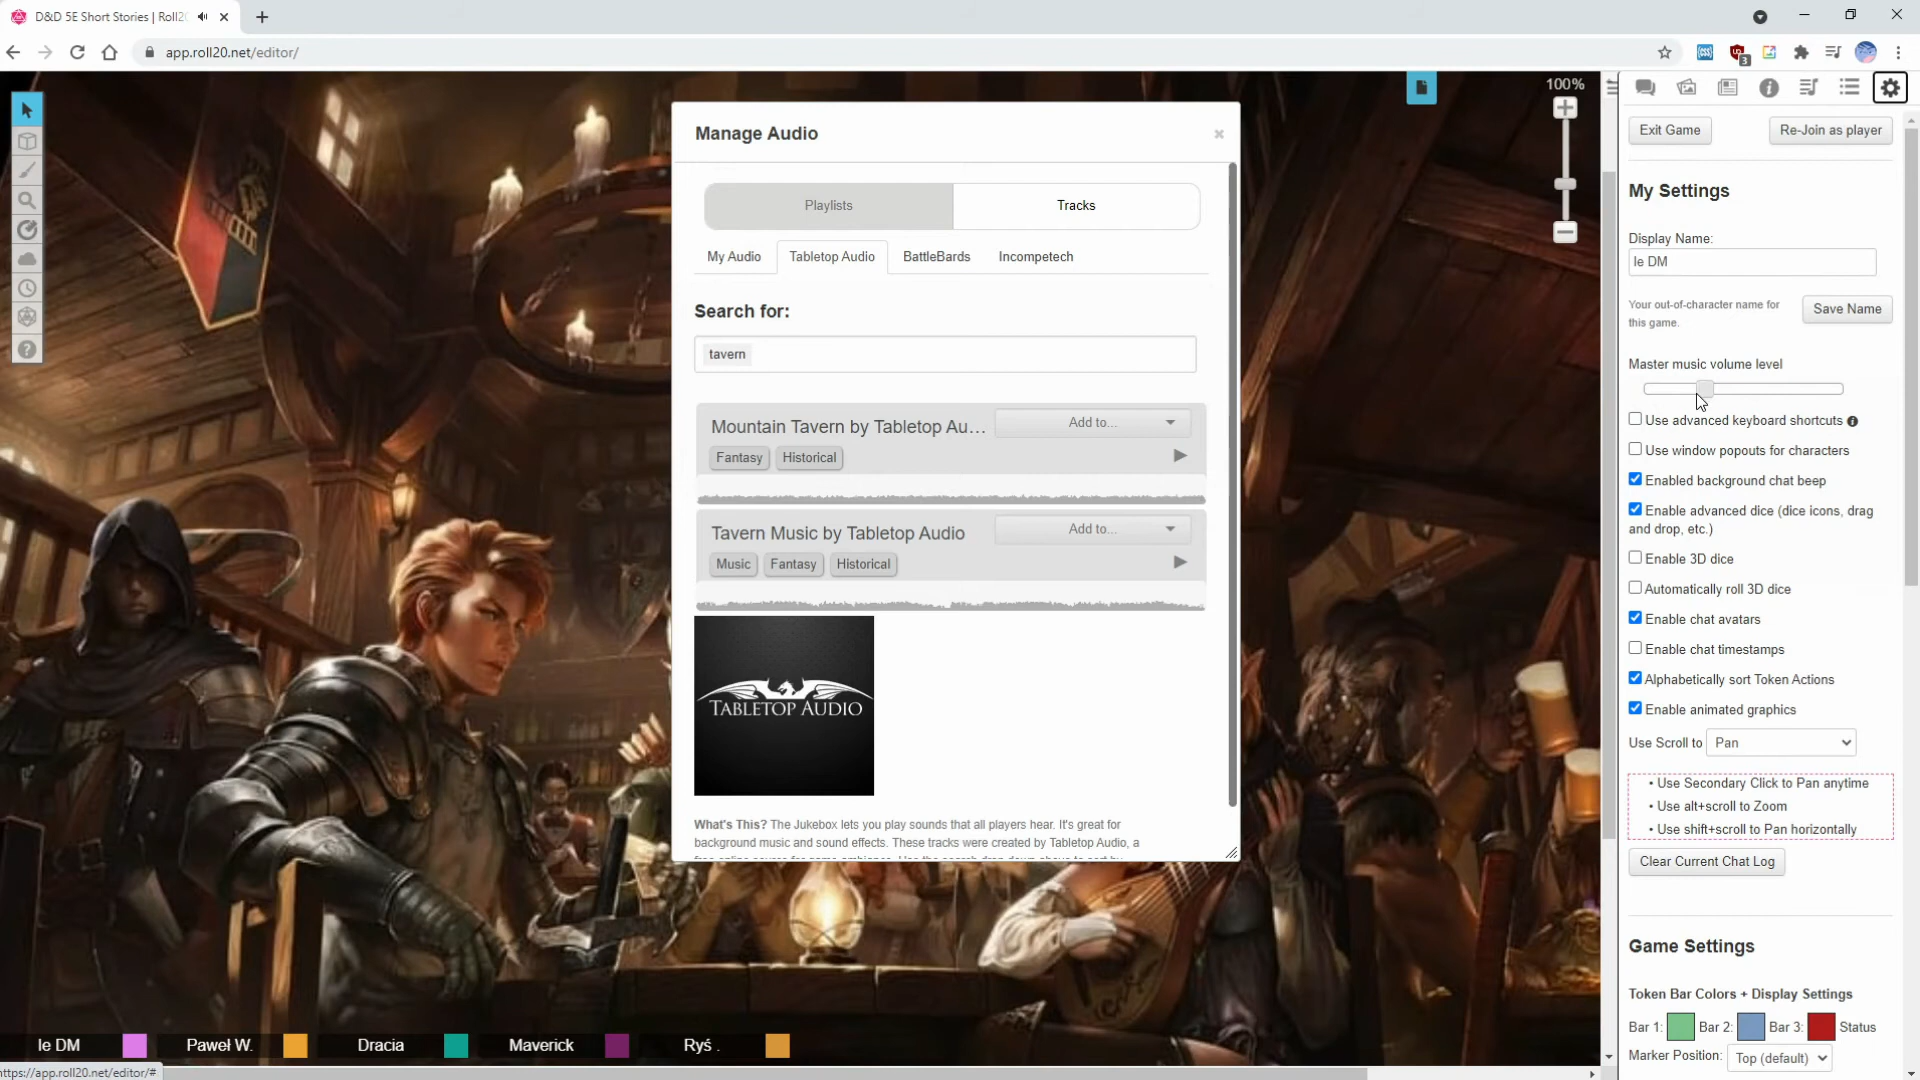 D&D 5E Short Stories | Roll20
app.roll20.net/editor/
3
100%
Exit Game
Re-Join as player
My Settings
Display Name:
le DM
Your out-of-character name for
this game.
Save Name
Master music volume level
Use advanced keyboard shortcuts
Use window popouts for characters
Enabled background chat beep
Enable advanced dice (dice icons, drag
and drop, etc.)
Enable 3D dice
Automatically roll 3D dice
Enable chat avatars
Enable chat timestamps
Alphabetically sort Token Actions
Enable animated graphics
Use Scroll to Pan
• Use Secondary Click to Pan anytime
• Use alt+scroll to Zoom
• Use shift+scroll to Pan horizontally
Clear Current Chat Log
Game Settings
Token Bar Colors + Display Settings
Bar 1: Bar 2: Bar 3: Status
Marker Position: Top (default)
Manage Audio
Playlists
Tracks
My Audio
Tabletop Audio
BattleBards
Incompetech
Search for:
tavern
Mountain Tavern by Tabletop Au...
Add to...
Fantasy
Historical
Tavern Music by Tabletop Audio
Add to...
Music
Fantasy
Historical
TABLETOP AUDIO
What's This? The Jukebox lets you play sounds that all players hear. It's great for
background music and sound effects. These tracks were created by Tabletop Audio, a
le DM
Paweł W.
Dracia
Maverick
Ryś .
https://app.roll20.net/editor/#